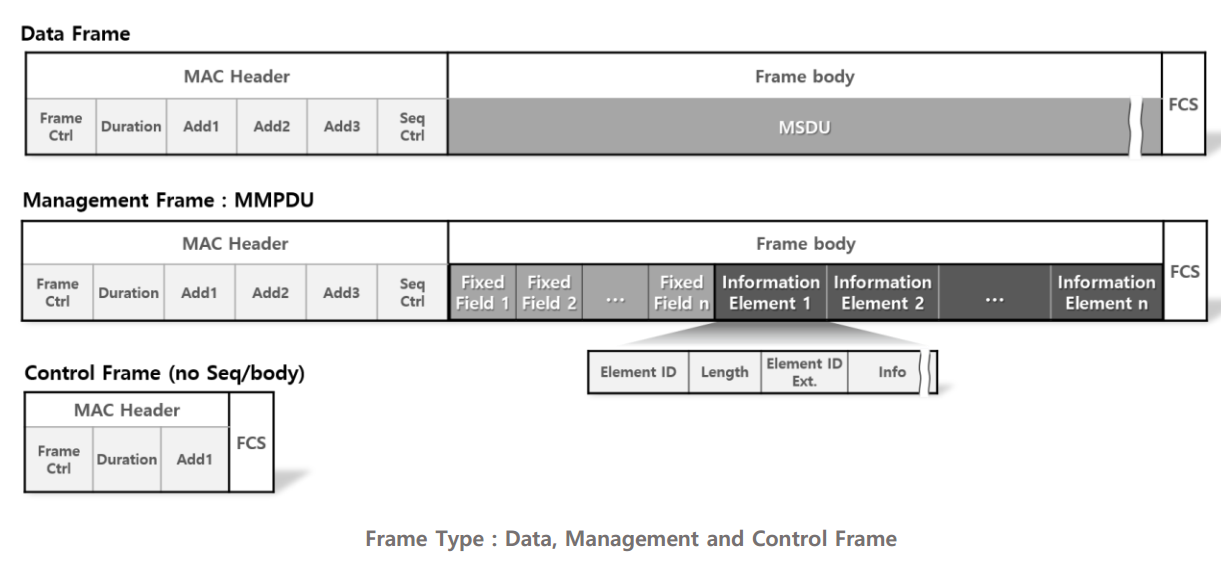 Data Frame
MAC Header
Frame body
FCS
Frame
Ctrl
Duration
Add1
Add2
Add3
Seq
Ctrl
MSDU
Management Frame : MMPDU
MAC Header
Frame body
FCS
Frame
Ctrl
Duration
Add1
Add2
Add3
Seq
Ctrl
Fixed
Field 1
Fixed
Field 2
...
Fixed
Field n
Information
Element 1
Information
Element 2
...
Information
Element n
Element ID
Length
Element ID
Ext.
Info
Control Frame (no Seq/body)
MAC Header
FCS
Frame
Ctrl
Duration
Add1
Frame Type : Data, Management and Control Frame